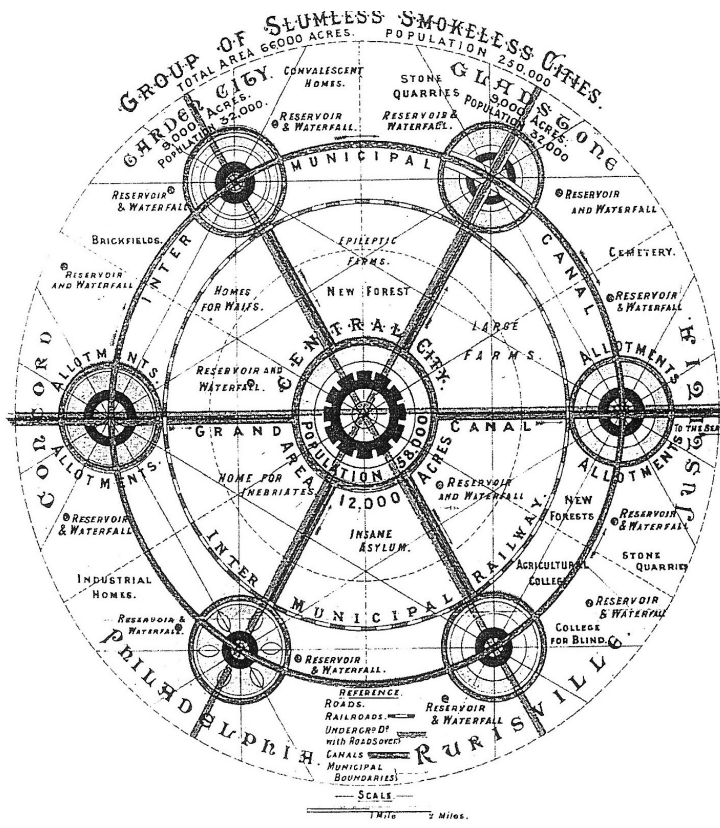 GROUP OF SLUMLESS SMOKELESS CITIES.
TOTAL AREA 66000 ACRES. POPULATION 250,000
GARDEN CITY.
9,000 ACRES.
POPULATION 32,000.
CONVALESCENT
HOMES.
STONE
QUARRIES
GLADSTONE
9,000 ACRES.
POPULATION
32,000
RESERVOIR
& WATERFALL
RESERVOIR &
WATERFALL.
INTER MUNICIPAL CANAL
RESERVOIR
& WATERFALL
RESERVOIR
AND WATERFALL
BRICKFIELDS.
EPILEPTIC
FARMS.
CEMETERY.
RESERVOIR
AND WATERFALL
HOMES
FOR WAIFS.
NEW FOREST
RESERVOIR
& WATERFALL
LARGE
FARMS.
CONCORD
ALLOTMENTS.
RESERVOIR AND
WATERFALL.
CENTRAL CITY.
ALLOTMENTS
JUSTITIA
GRAND CANAL
TO THE SEA
POPULATION 58,000
AREA 12,000 ACRES
ALLOTMENTS.
ALLOTMENTS
HOME FOR
INEBRIATES
RESERVOIR
AND WATERFALL
RESERVOIR
& WATERFALL
INSANE
ASYLUM.
NEW
FORESTS
RESERVOIR
& WATERFALL
INTER MUNICIPAL RAILWAY
STONE
QUARRIES
INDUSTRIAL
HOMES.
AGRICULTURAL
COLLEGE
RESERVOIR
& WATERFALL
RESERVOIR &
WATERFALL.
COLLEGE
FOR BLIND.
RESERVOIR
& WATERFALL.
PHILADELPHIA.
RURISVILLE.
RESERVOIR
& WATERFALL
REFERENCE
ROADS.
RAILROADS.
UNDERGRD Do
with ROADS over
CANALS
MUNICIPAL
BOUNDARIES
SCALE
1 Mile 2 Miles.